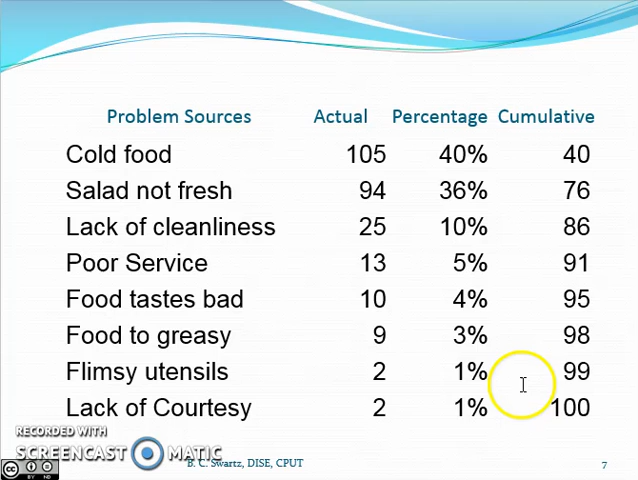 Problem Sources Actual Percentage Cumulative
Cold food 105 40% 40
Salad not fresh 94 36% 76
Lack of cleanliness 25 10% 86
Poor Service 13 5% 91
Food tastes bad 10 4% 95
Food to greasy 9 3% 98
Flimsy utensils 2 1% 99
Lack of Courtesy 2 1% 100
RECORDED WITH
SCREENCAST MATIC
B. C. Swartz, DISE, CPUT 7
cc BY ND